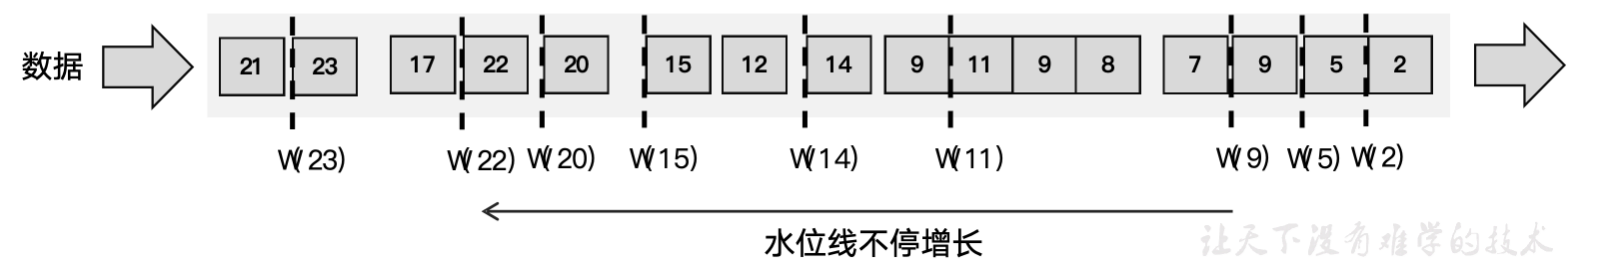 数据 21 23 17 22 20 15 12 14 9 11 9 8 7 9 5 2
W(23) W(22) W(20) W(15) W(14) W(11) W(9) W(5) W(2)
水位线不停增长
让天下没有难学的技术